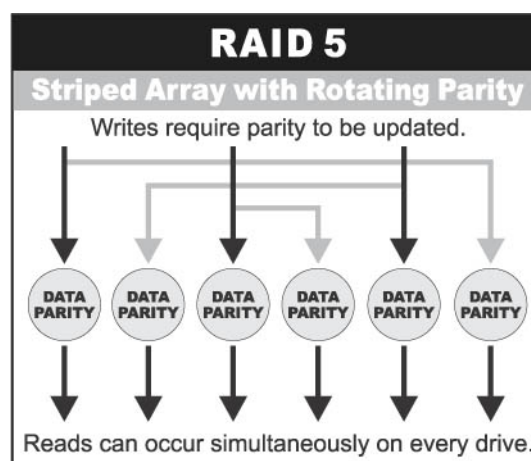 RAID 5
Striped Array with Rotating Parity
Writes require parity to be updated.
DATA PARITY
DATA PARITY
DATA PARITY
DATA PARITY
DATA PARITY
DATA PARITY
Reads can occur simultaneously on every drive.